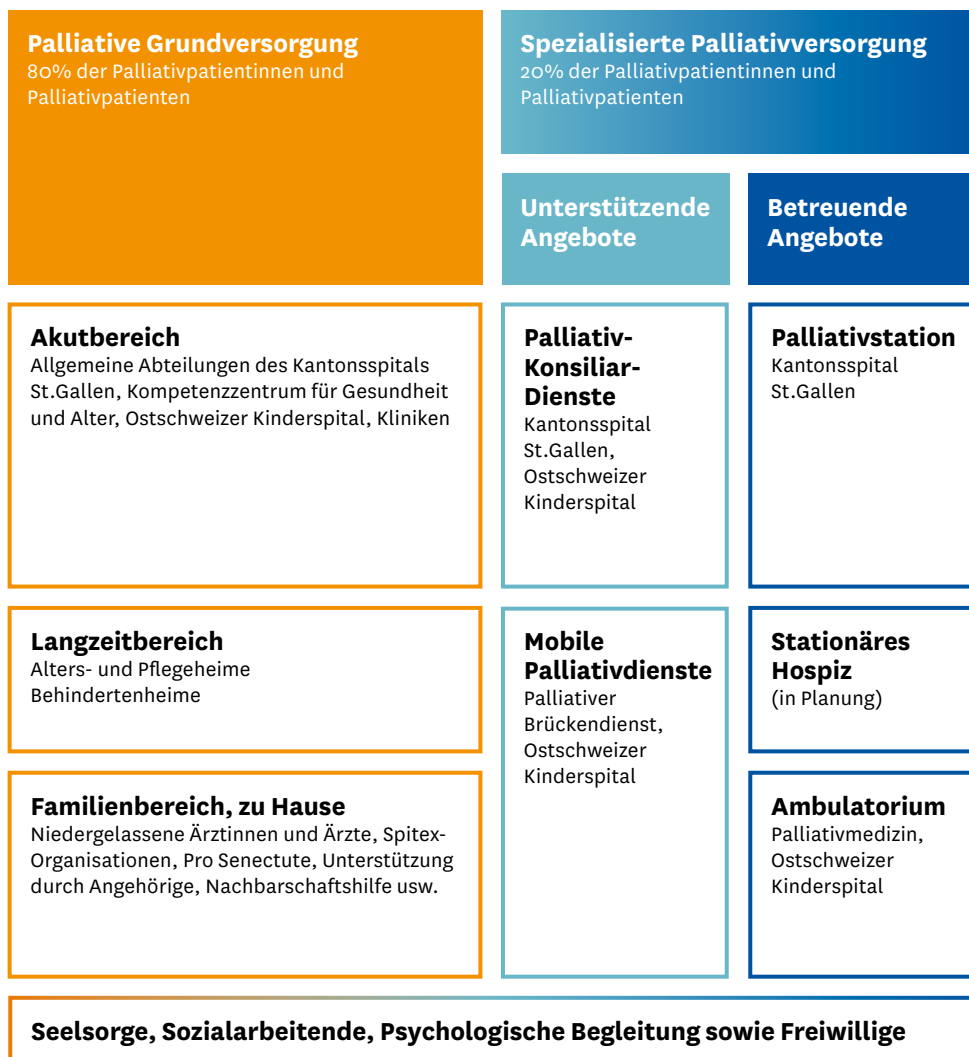 Palliative Grundversorgung
80% der Palliativpatientinnen und
Palliativpatienten
Spezialisierte Palliativversorgung
20% der Palliativpatientinnen und
Palliativpatienten
Unterstützende
Angebote
Betreuende
Angebote
Akutbereich
Allgemeine Abteilungen des Kantonsspitals
St.Gallen, Kompetenzzentrum für Gesundheit
und Alter, Ostschweizer Kinderspital, Kliniken
Palliativ-
Konsiliar-
Dienste
Kantonsspital
St.Gallen,
Ostschweizer
Kinderspital
Palliativstation
Kantonsspital
St.Gallen
Langzeitbereich
Alters- und Pflegeheime
Behindertenheime
Mobile
Palliativdienste
Palliativer
Brückendienst,
Ostschweizer
Kinderspital
Stationäres
Hospiz
(in Planung)
Familienbereich, zu Hause
Niedergelassene Ärztinnen und Ärzte, Spitex-
Organisationen, Pro Senectute, Unterstützung
durch Angehörige, Nachbarschaftshilfe usw.
Ambulatorium
Palliativmedizin,
Ostschweizer
Kinderspital
Seelsorge, Sozialarbeitende, Psychologische Begleitung sowie Freiwillige